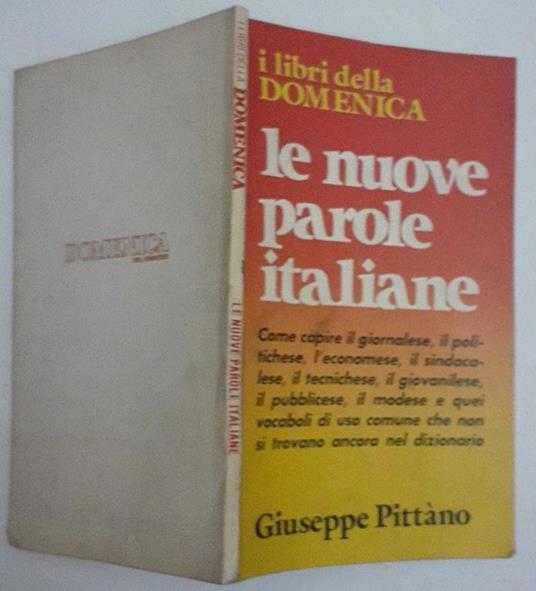 DOMENICA
I LIBRI DELLA DOMENICA
LE NUOVE PAROLE ITALIANE
i libri della
DOMENICA
le nuove
parole
italiane
Come capire il giornalese, il poli-
tichese, l'economese, il sindaca-
lese, il tecnichese, il giovanilese,
il pubblicese, il modese e quei
vocaboli di uso comune che non
si trovano ancora nel dizionario
Giuseppe Pittàno